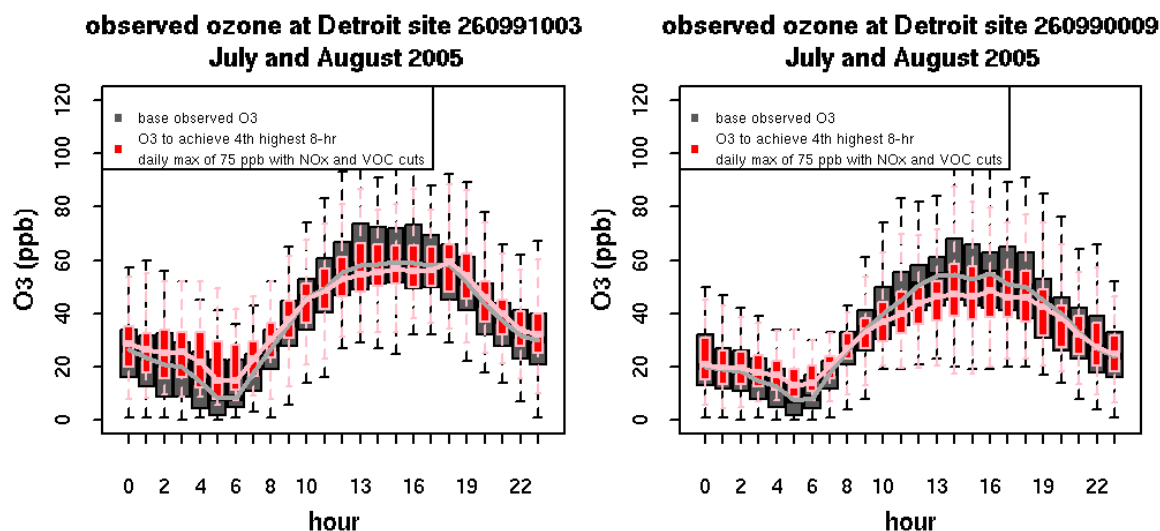 observed ozone at Detroit site 260991003
July and August 2005
base observed O3
O3 to achieve 4th highest 8-hr
daily max of 75 ppb with NOx and VOC cuts
O3 (ppb)
120
100
80
60
40
20
0
0 2 4 6 8 10 13 16 19 22
hour
observed ozone at Detroit site 260990009
July and August 2005
base observed O3
O3 to achieve 4th highest 8-hr
daily max of 75 ppb with NOx and VOC cuts
O3 (ppb)
120
100
80
60
40
20
0
0 2 4 6 8 10 13 16 19 22
hour